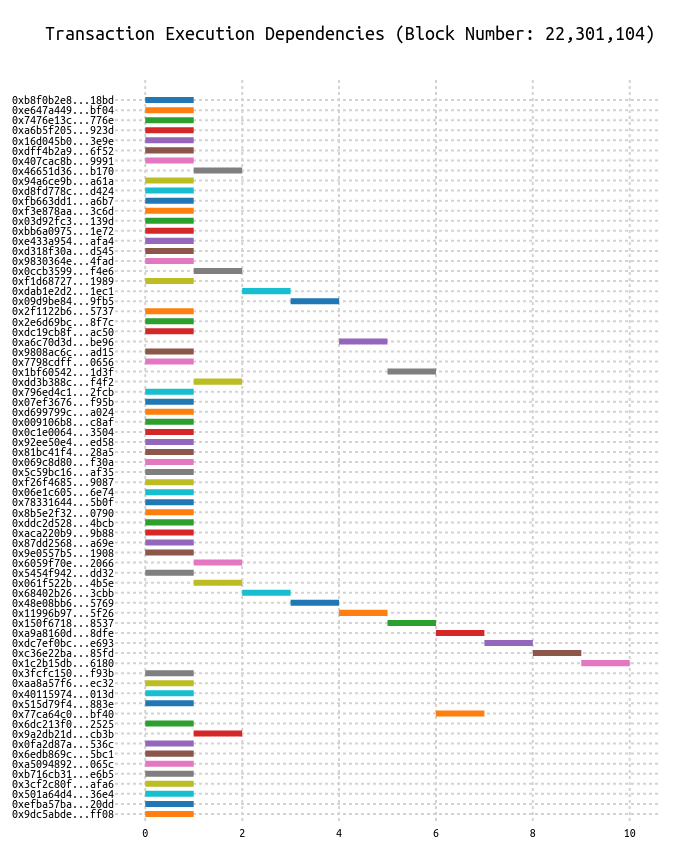 Transaction Execution Dependencies (Block Number: 22,301,104)
0xb8f0b2e8...18bd
0xe647a449...bf04
0x7476e13c...776e
0xa6b5f205...923d
0x16d045b0...3e9e
0xdff4b2a9...6f52
0x407cac8b...9991
0x46651d36...b170
0x94a6ce9b...a61a
0xd8fd778c...d424
0xfb663dd1...a6b7
0xf3e878aa...3c6d
0x03d92fc3...139d
0xbb6a0975...1e72
0xe433a954...afa4
0xd318f30a...d545
0x9830364e...4fad
0x0ccb3599...f4e6
0xf1d68727...1989
0xdab1e2d2...1ec1
0x09d9be84...9fb5
0x2f1122b6...5737
0x2e6d69bc...8f7c
0xdc19cb8f...ac50
0xa6c70d3d...be96
0x9808ac6c...ad15
0x7798cdff...0656
0x1bf60542...1d3f
0xdd3b388c...f4f2
0x796ed4c1...2fcb
0x07ef3676...f95b
0xd699799c...a024
0x009106b8...c8af
0x0c1e0064...3504
0x92ee50e4...ed58
0x81bc41f4...28a5
0x069c8d80...f30a
0x5c59bc16...af35
0xf26f4685...9087
0x06e1c605...6e74
0x78331644...5b0f
0x8b5e2f32...0790
0xddc2d528...4bcb
0xaca220b9...9b88
0x87dd2568...a69e
0x9e0557b5...1908
0x6059f70e...2066
0x5454f942...dd32
0x061f522b...4b5e
0x68402b26...3cbb
0x48e08bb6...5769
0x11996b97...5f26
0x150f6718...8537
0xa9a8160d...8dfe
0xdc7ef0bc...e693
0xc36e22ba...85fd
0x1c2b15db...6180
0x3fcfc150...f93b
0xaa8a57f6...ec32
0x40115974...013d
0x515d79f4...883e
0x77ca64c0...bf40
0x6dc213f0...2525
0x9a2db21d...cb3b
0x0fa2d87a...536c
0x6edb869c...5bc1
0xa5094892...065c
0xb716cb31...e6b5
0x3cf2c80f...afa6
0x501a64d4...36e4
0xefba57ba...20dd
0x9dc5abde...ff08
0 2 4 6 8 10